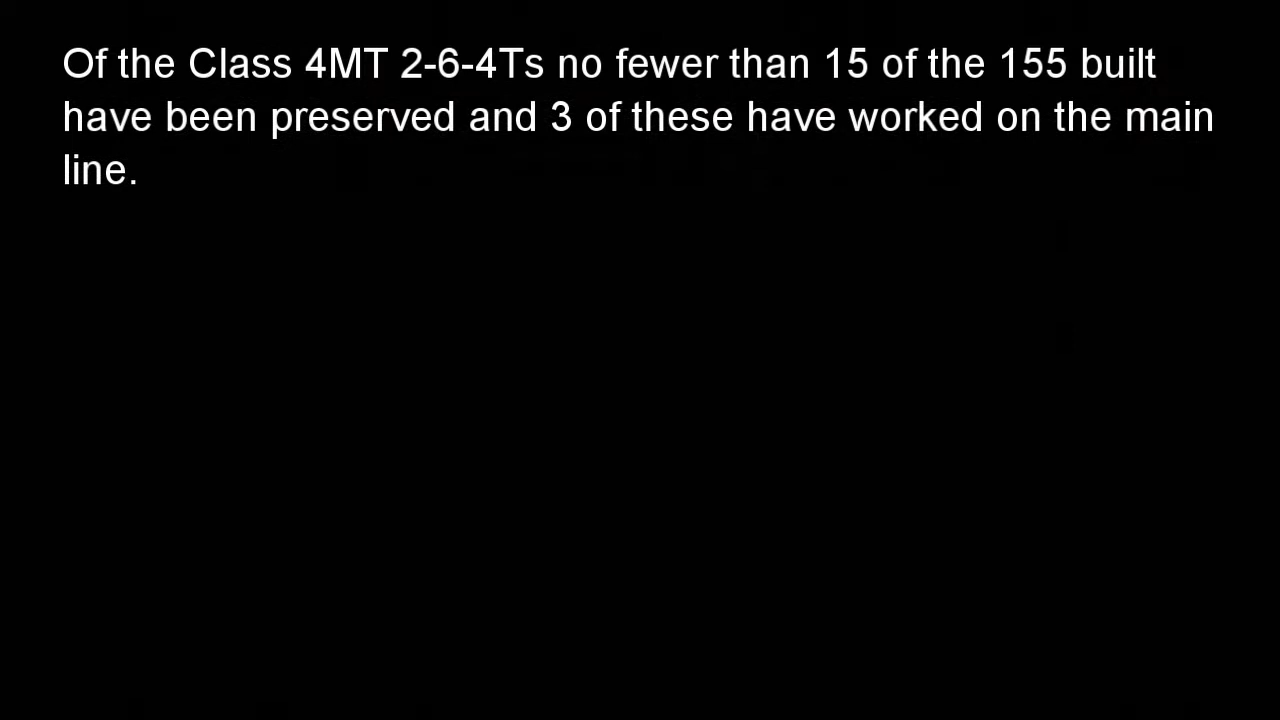 Of the Class 4MT 2-6-4Ts no fewer than 15 of the 155 built
have been preserved and 3 of these have worked on the main
line.